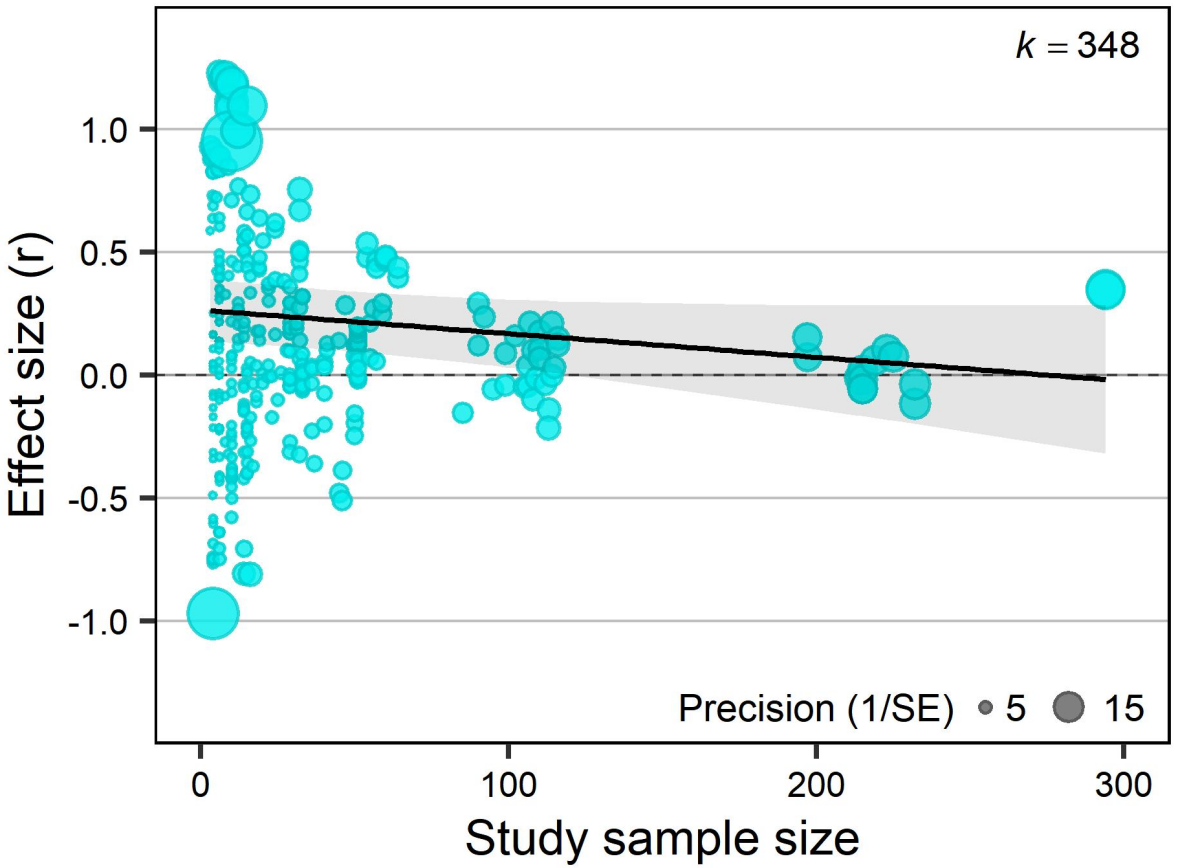 k = 348
Effect size (r)
1.0
0.5
0.0
-0.5
-1.0
Precision (1/SE) 5 15
0 100 200 300
Study sample size